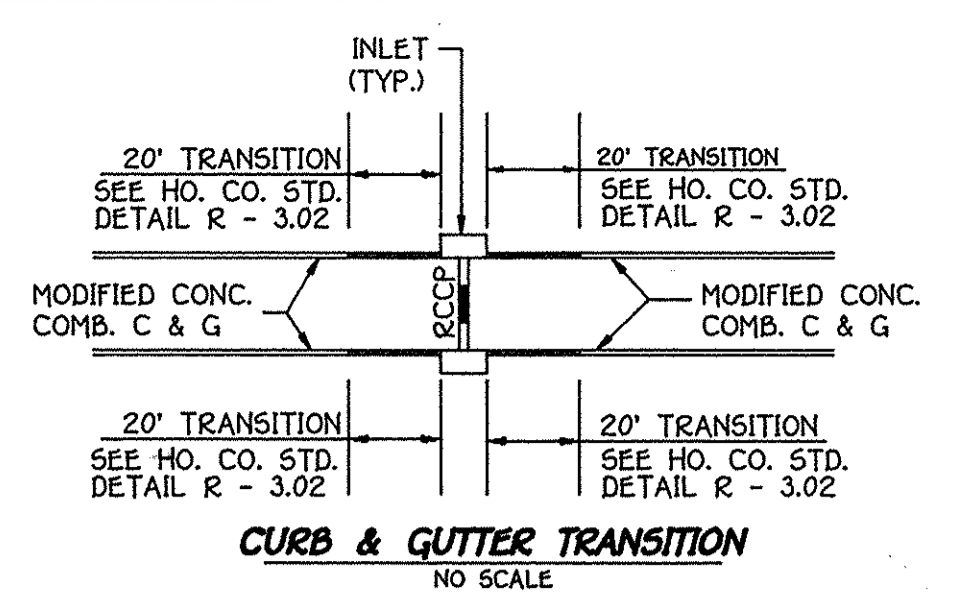 INLET
(TYP.)
20' TRANSITION
SEE HO. CO. STD.
DETAIL R - 3.02
20' TRANSITION
SEE HO. CO. STD.
DETAIL R - 3.02
MODIFIED CONC.
COMB. C & G
RCCP
MODIFIED CONC.
COMB. C & G
20' TRANSITION
SEE HO. CO. STD.
DETAIL R - 3.02
20' TRANSITION
SEE HO. CO. STD.
DETAIL R - 3.02
CURB & GUTTER TRANSITION
NO SCALE